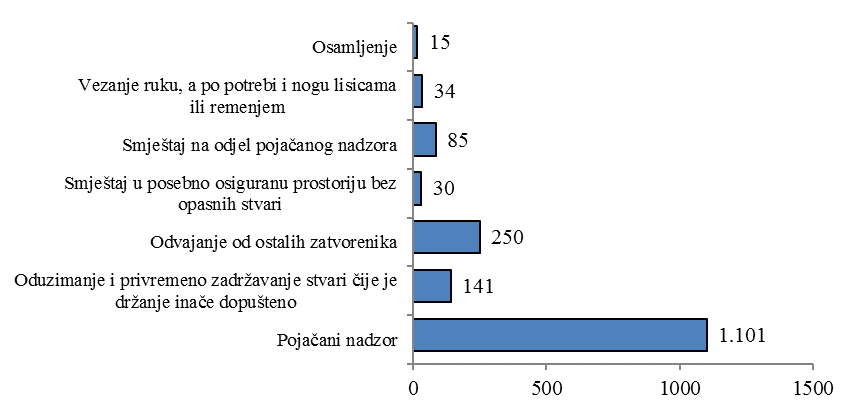 Osamljenje 15
Vezanje ruku, a po potrebi i nogu lisicama
ili remenjem 34
Smještaj na odjel pojačanog nadzora 85
Smještaj u posebno osiguranu prostoriju bez
opasnih stvari 30
Odvajanje od ostalih zatvorenika 250
Oduzimanje i privremeno zadržavanje stvari čije je
držanje inače dopušteno 141
Pojačani nadzor 1.101
0 500 1000 1500